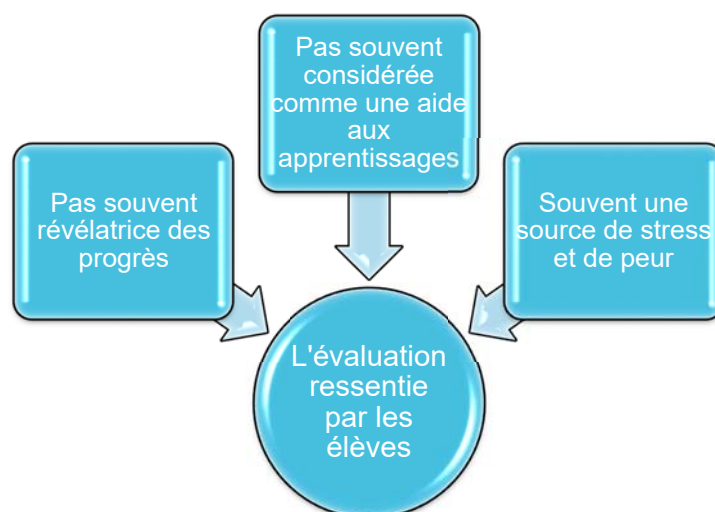 Pas souvent
considérée
comme une aide
aux
apprentissages
Pas souvent
révélatrice des
progrès
Souvent une
source de stress
et de peur
L'évaluation
ressentie
par les
élèves